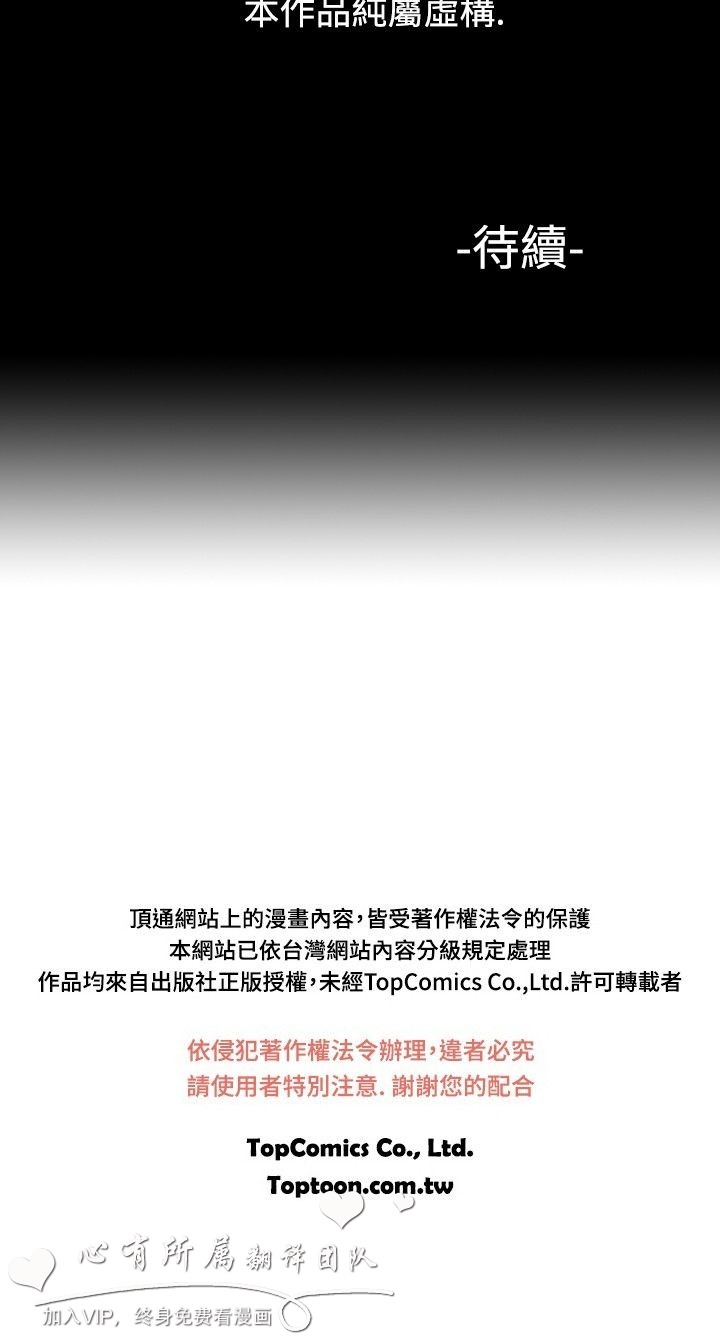 本作品純屬虛構.
-待續-
頂通網站上的漫畫內容,皆受著作權法令的保護
本網站已依台灣網站內容分級規定處理
作品均來自出版社正版授權,未經TopComics Co.,Ltd.許可轉載者
依侵犯著作權法令辦理,違者必究
請使用者特別注意. 謝謝您的配合
TopComics Co., Ltd.
Toptoon.com.tw
心有所属翻译团队
加入VIP，终身免费看漫画